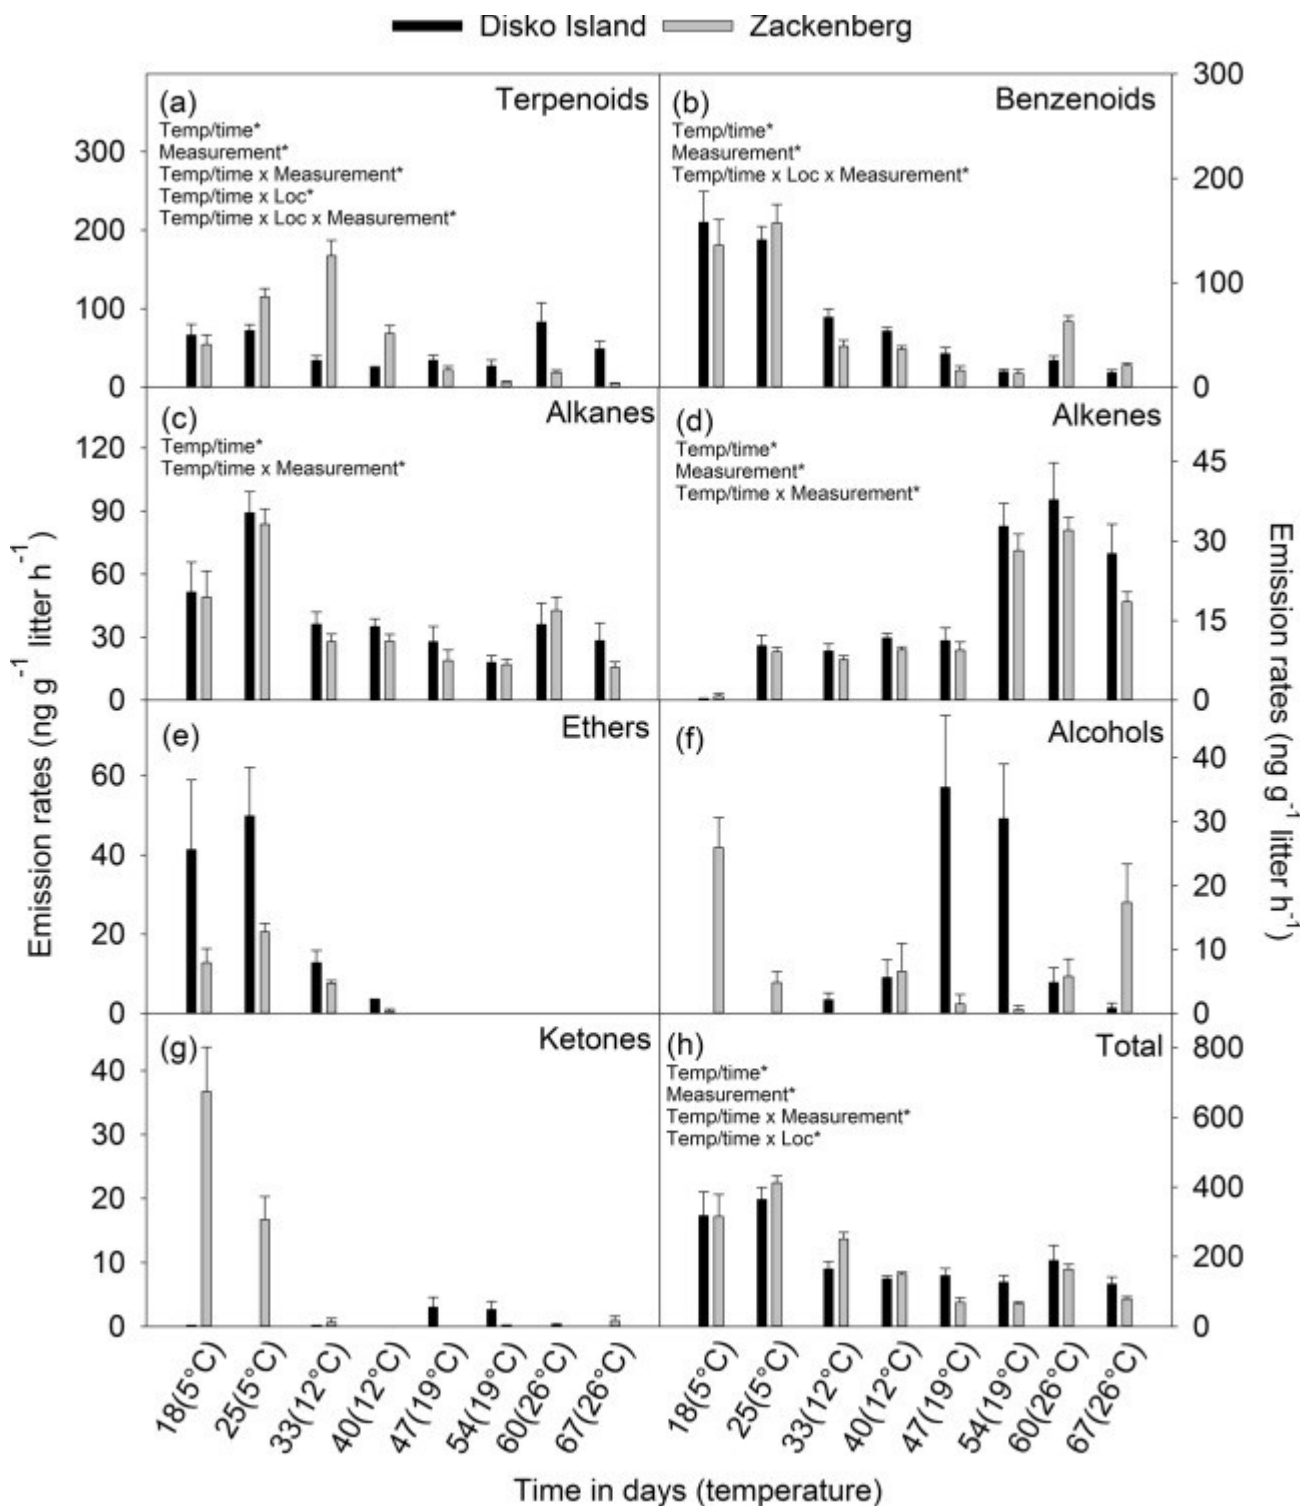 Disko Island Zackenberg
(a) Terpenoids
Temp/time*
Measurement*
Temp/time x Measurement*
Temp/time x Loc*
Temp/time x Loc x Measurement*
300
200
100
0
(b) Benzenoids
Temp/time*
Measurement*
Temp/time x Loc x Measurement*
300
200
100
0
(c) Alkanes
Temp/time*
Temp/time x Measurement*
120
90
60
30
0
(d) Alkenes
Temp/time*
Measurement*
Temp/time x Measurement*
45
30
15
0
(e) Ethers
60
40
20
0
(f) Alcohols
40
30
20
10
0
(g) Ketones
40
30
20
10
0
(h) Total
Temp/time*
Measurement*
Temp/time x Measurement*
Temp/time x Loc*
800
600
400
200
0
Emission rates (ng g⁻¹ litter h⁻¹)
Emission rates (ng g⁻¹ litter h⁻¹)
18(5°C)
25(5°C)
33(12°C)
40(12°C)
47(19°C)
54(19°C)
60(26°C)
67(26°C)
18(5°C)
25(5°C)
33(12°C)
40(12°C)
47(19°C)
54(19°C)
60(26°C)
67(26°C)
Time in days (temperature)